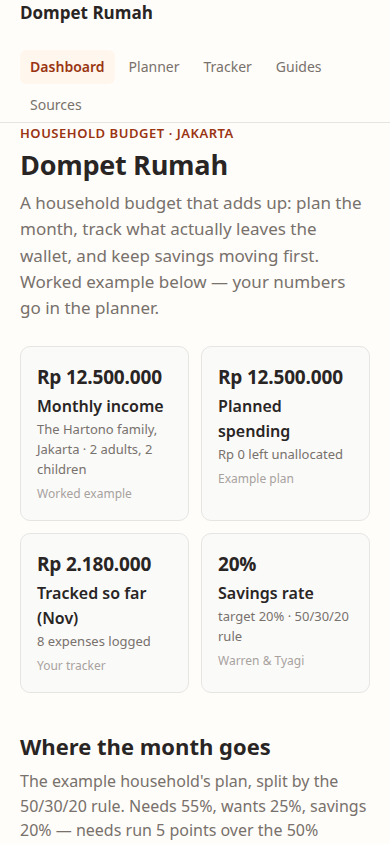 Dompet Rumah
Dashboard Planner Tracker Guides
Sources
HOUSEHOLD BUDGET · JAKARTA
Dompet Rumah
A household budget that adds up: plan the
month, track what actually leaves the
wallet, and keep savings moving first.
Worked example below — your numbers
go in the planner.
Rp 12.500.000
Monthly income
The Hartono family,
Jakarta · 2 adults, 2
children
Worked example
Rp 12.500.000
Planned
spending
Rp 0 left unallocated
Example plan
Rp 2.180.000
Tracked so far
(Nov)
8 expenses logged
Your tracker
20%
Savings rate
target 20% · 50/30/20
rule
Warren & Tyagi
Where the month goes
The example household's plan, split by the
50/30/20 rule. Needs 55%, wants 25%, savings
20% — needs run 5 points over the 50%